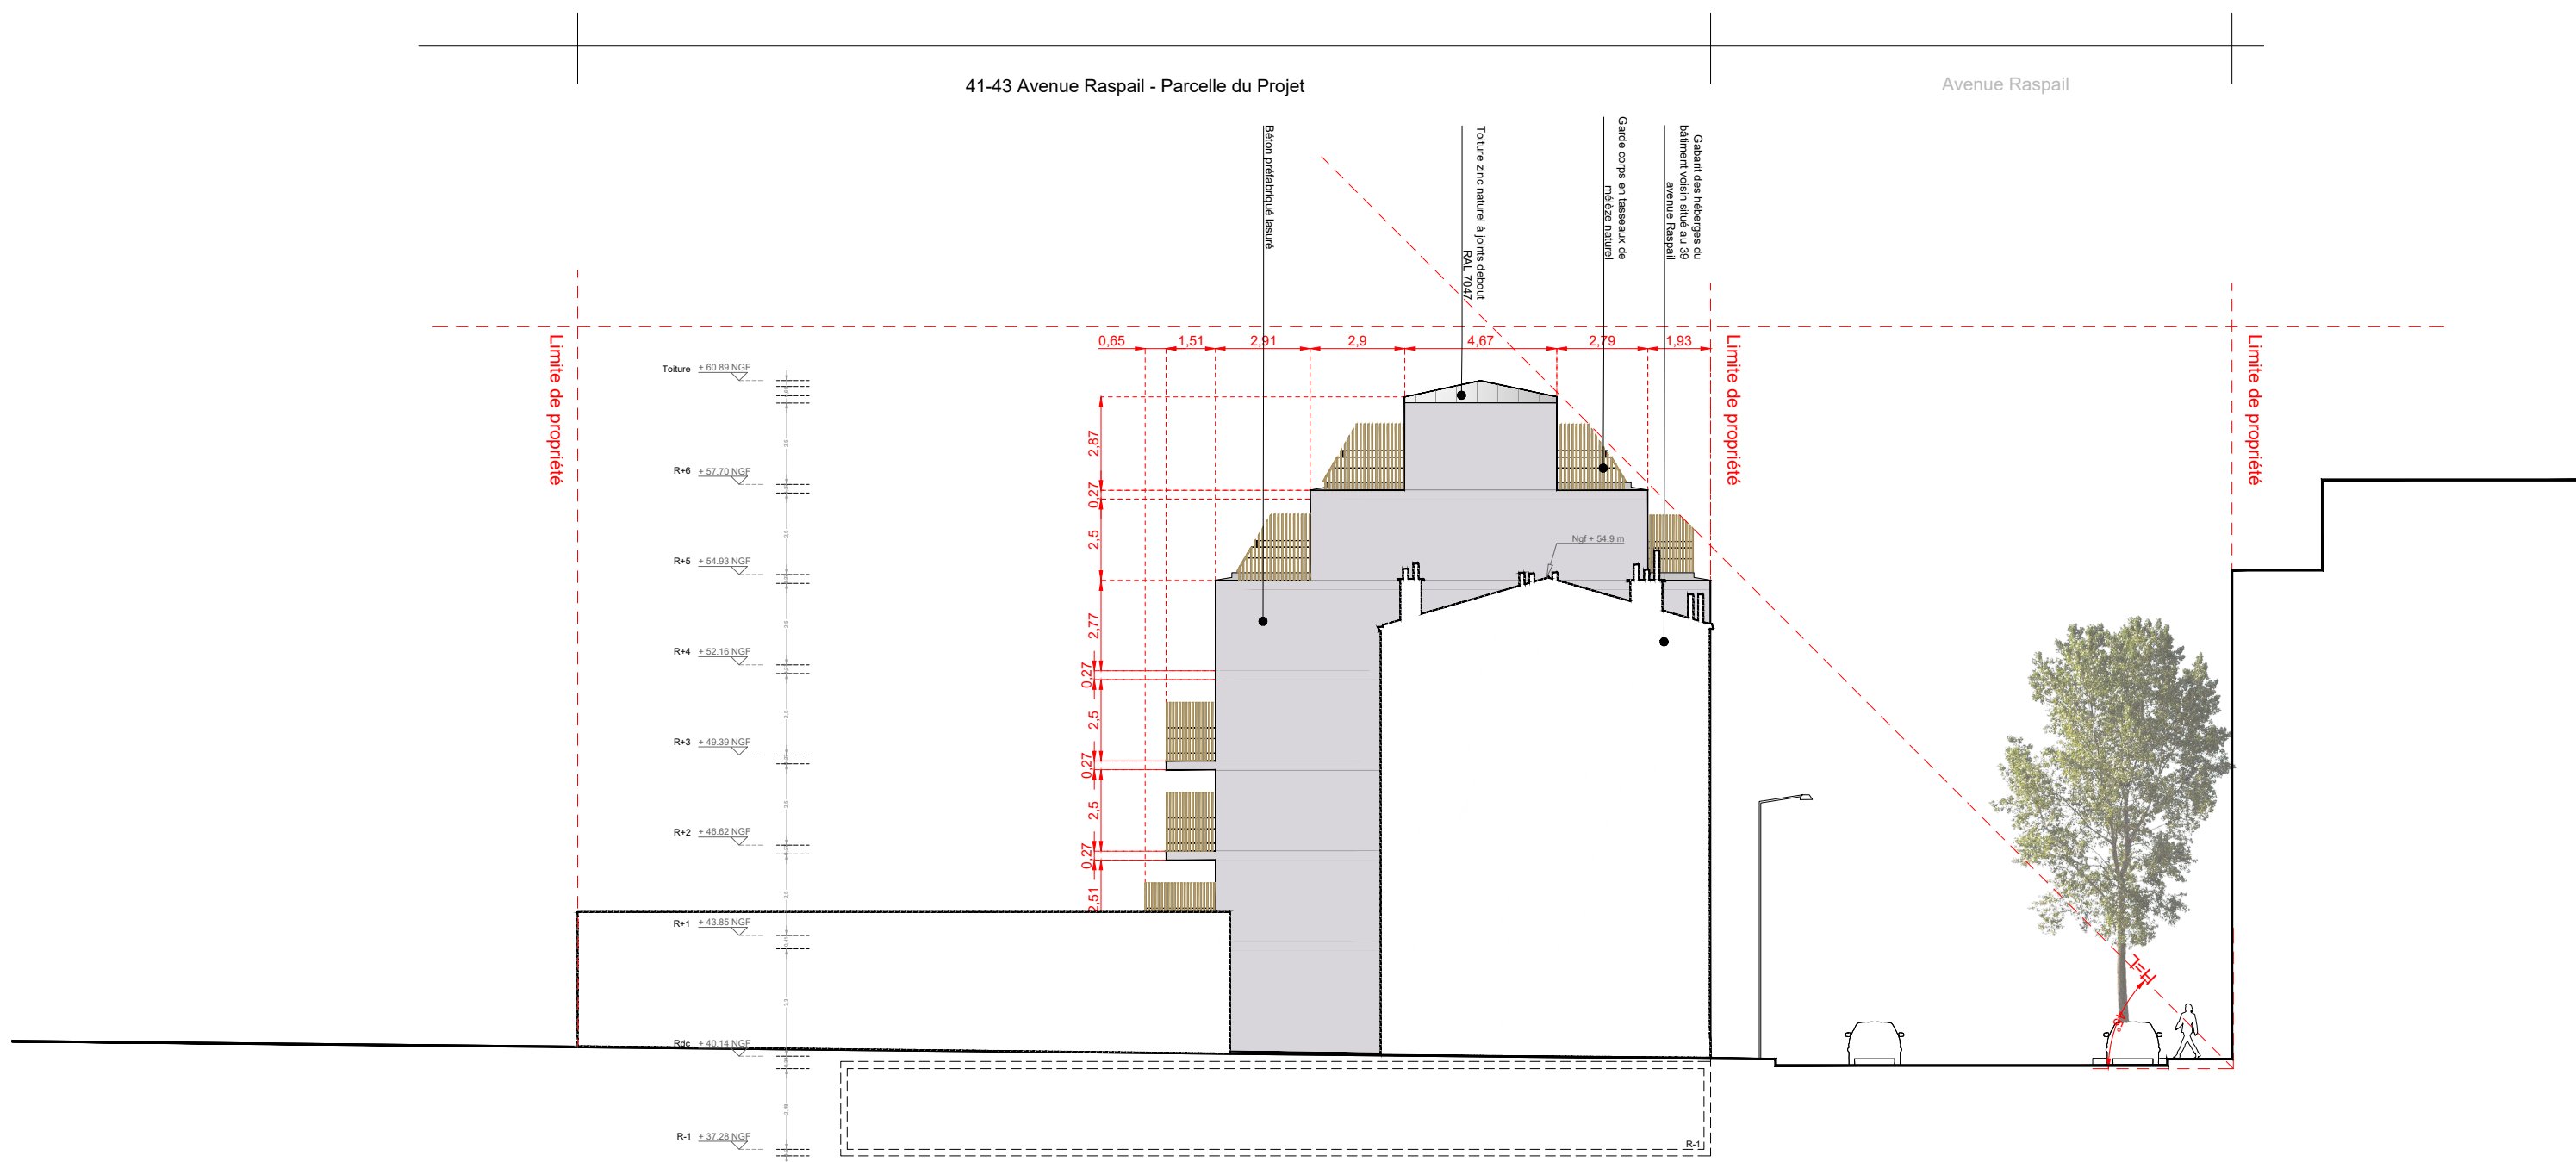 41-43 Avenue Raspail - Parcelle du Projet
Avenue Raspail
Béton préfabriqué lasuré
Toiture zinc naturel à joints debout
RAL 7047
Garde corps en tasseaux de
mélèze naturel
Gabarit des héberges du
bâtiment voisin situé au 39
avenue Raspail
Limite de propriété
Limite de propriété
Limite de propriété
0,65
1,51
2,91
2,9
4,67
2,79
1,93
Toiture + 60.89 NGF
R+6 + 57.70 NGF
R+5 + 54.93 NGF
R+4 + 52.16 NGF
R+3 + 49.39 NGF
R+2 + 46.62 NGF
R+1 + 43.85 NGF
Rdc + 40.14 NGF
R-1 + 37.28 NGF
2,87
0,27
2,5
2,77
0,27
2,5
0,27
2,5
0,27
2,51
Ngf + 54.9 m
H=L
45°
R-1